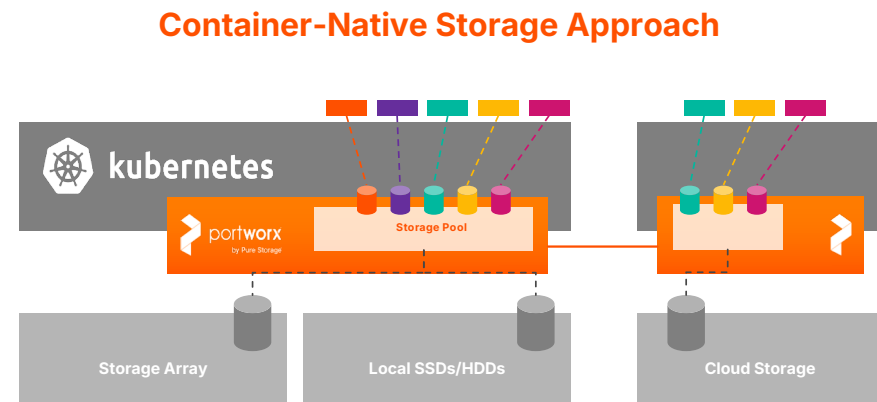 Container-Native Storage Approach
kubernetes
portworx
by Pure Storage
Storage Pool
Storage Array
Local SSDs/HDDs
Cloud Storage